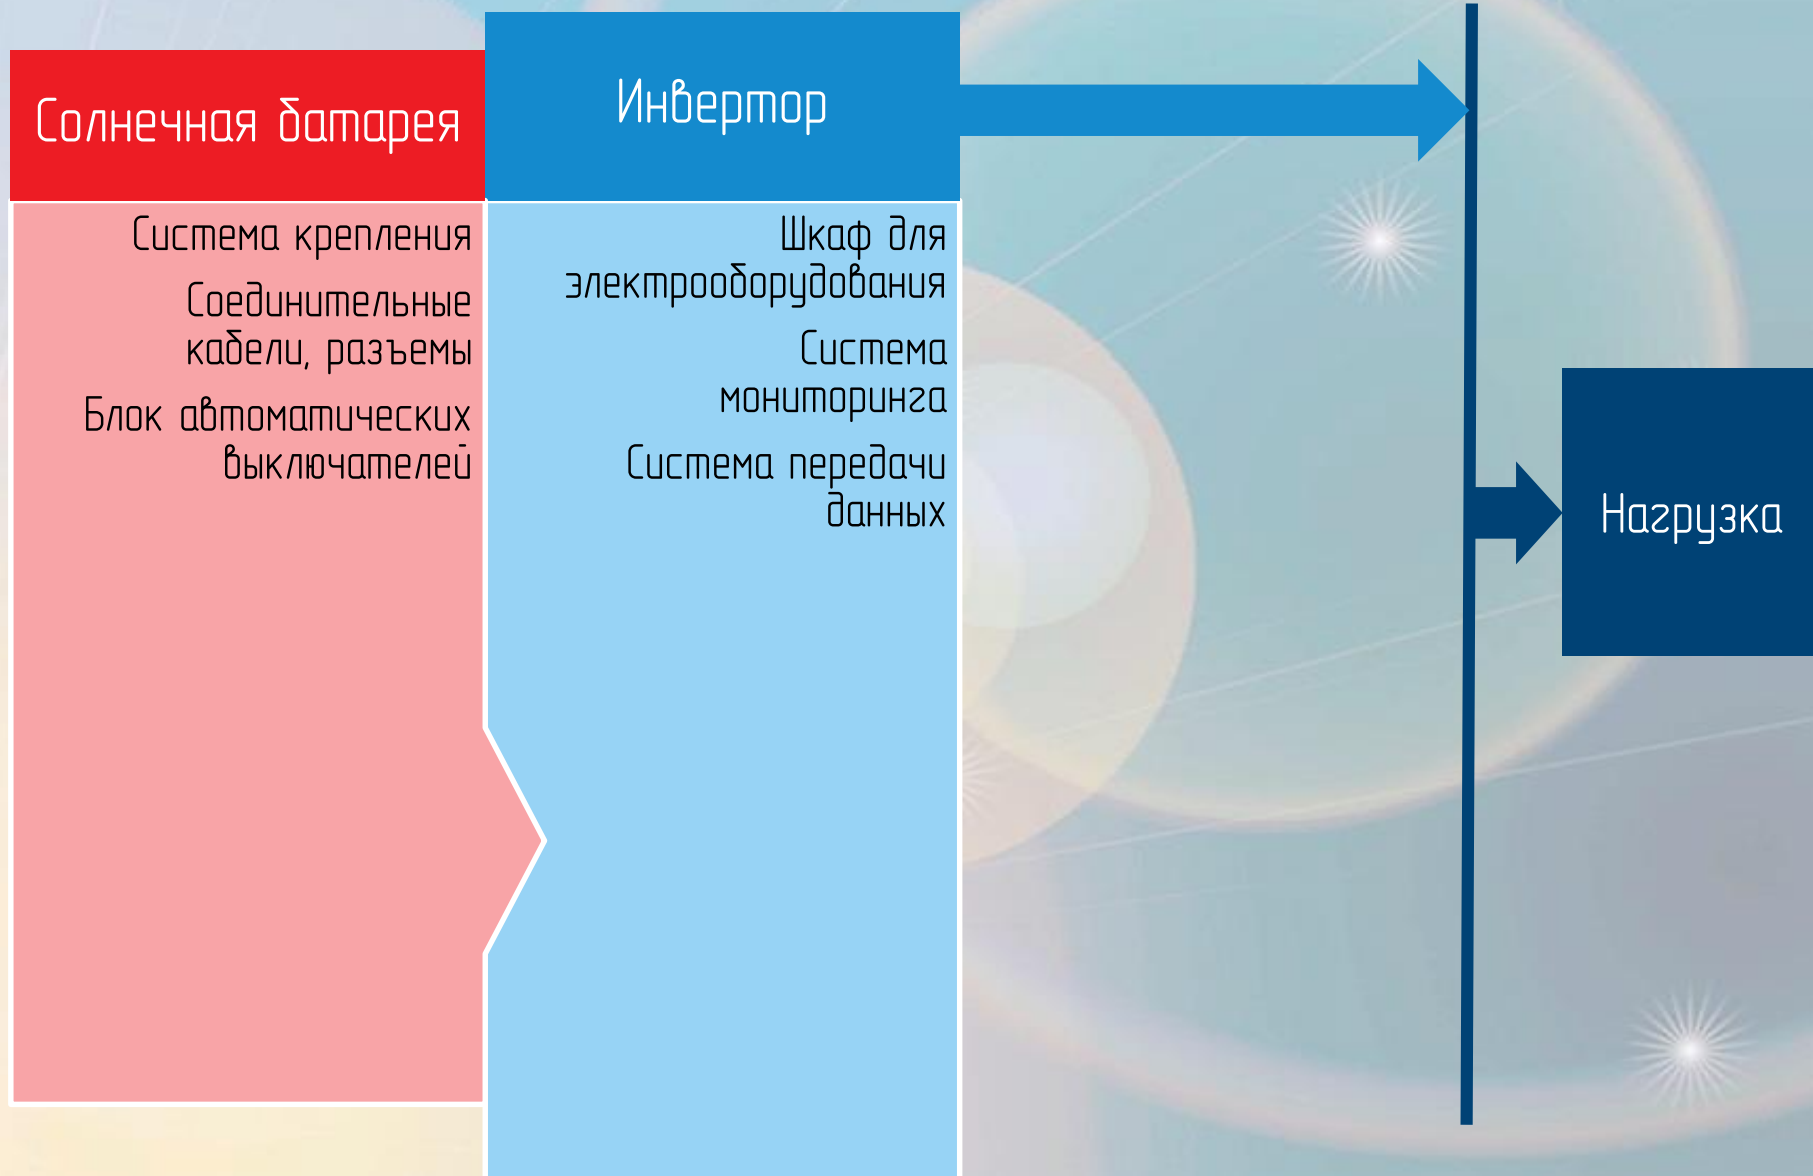 Солнечная батарея
Система крепления
Соединительные
кабели, разъемы
Блок автоматических
выключателей
Инвертор
Шкаф для
электрооборудования
Система
мониторинга
Система передачи
данных
Нагрузка